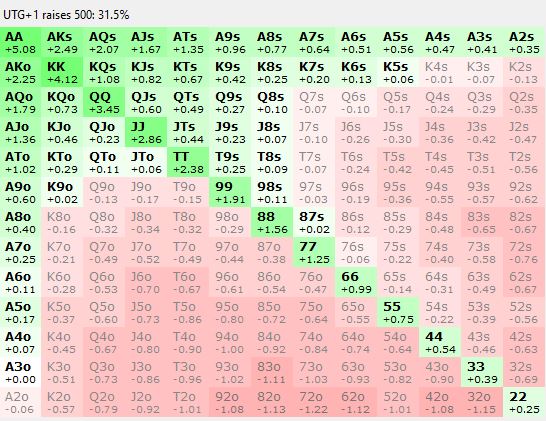 UTG+1 raises 500: 31.5%
AA AKs AQs AJs ATs A9s A8s A7s A6s A5s A4s A3s A2s
+5.08 +2.49 +2.07 +1.67 +1.35 +0.96 +0.77 +0.64 +0.51 +0.56 +0.47 +0.41 +0.35
AKo KK KQs KJs KTs K9s K8s K7s K6s K5s K4s K3s K2s
+2.25 +4.12 +1.08 +0.82 +0.67 +0.42 +0.25 +0.20 +0.13 +0.06 -0.01 -0.07 -0.13
AQo KQo QQ QJs QTs Q9s Q8s Q7s Q6s Q5s Q4s Q3s Q2s
+1.79 +0.73 +3.45 +0.60 +0.49 +0.27 +0.10 -0.07 -0.10 -0.17 -0.24 -0.29 -0.35
AJo KJo QJo JJ JTs J9s J8s J7s J6s J5s J4s J3s J2s
+1.36 +0.46 +0.23 +2.86 +0.44 +0.23 +0.07 -0.10 -0.26 -0.30 -0.36 -0.42 -0.47
ATo KTo QTo JTo TT T9s T8s T7s T6s T5s T4s T3s T2s
+1.02 +0.29 +0.11 +0.06 +2.38 +0.25 +0.09 -0.07 -0.24 -0.42 -0.45 -0.51 -0.56
A9o K9o Q9o J9o T9o 99 98s 97s 96s 95s 94s 93s 92s
+0.60 +0.02 -0.13 -0.17 -0.15 +1.91 +0.11 -0.03 -0.19 -0.36 -0.55 -0.57 -0.62
A8o K8o Q8o J8o T8o 98o 88 87s 86s 85s 84s 83s 82s
+0.40 -0.16 -0.32 -0.34 -0.32 -0.29 +1.56 +0.02 -0.12 -0.29 -0.48 -0.65 -0.67
A7o K7o Q7o J7o T7o 97o 87o 77 76s 75s 74s 73s 72s
+0.25 -0.21 -0.49 -0.52 -0.49 -0.44 -0.38 +1.25 -0.06 -0.22 -0.40 -0.58 -0.76
A6o K6o Q6o J6o T6o 96o 86o 76o 66 65s 64s 63s 62s
+0.11 -0.28 -0.53 -0.70 -0.67 -0.61 -0.54 -0.47 +0.99 -0.14 -0.31 -0.49 -0.67
A5o K5o Q5o J5o T5o 95o 85o 75o 65o 55 54s 53s 52s
+0.17 -0.37 -0.60 -0.73 -0.86 -0.80 -0.72 -0.64 -0.55 +0.75 -0.22 -0.39 -0.56
A4o K4o Q4o J4o T4o 94o 84o 74o 64o 54o 44 43s 42s
+0.07 -0.45 -0.67 -0.80 -0.90 -1.00 -0.92 -0.84 -0.74 -0.64 +0.54 -0.46 -0.63
A3o K3o Q3o J3o T3o 93o 83o 73o 63o 53o 43o 33 32s
+0.00 -0.51 -0.73 -0.86 -0.96 -1.02 -1.11 -1.03 -0.93 -0.82 -0.90 +0.39 -0.69
A2o K2o Q2o J2o T2o 92o 82o 72o 62o 52o 42o 32o 22
-0.06 -0.57 -0.79 -0.92 -1.01 -1.08 -1.13 -1.22 -1.12 -1.01 -1.08 -1.15 +0.25